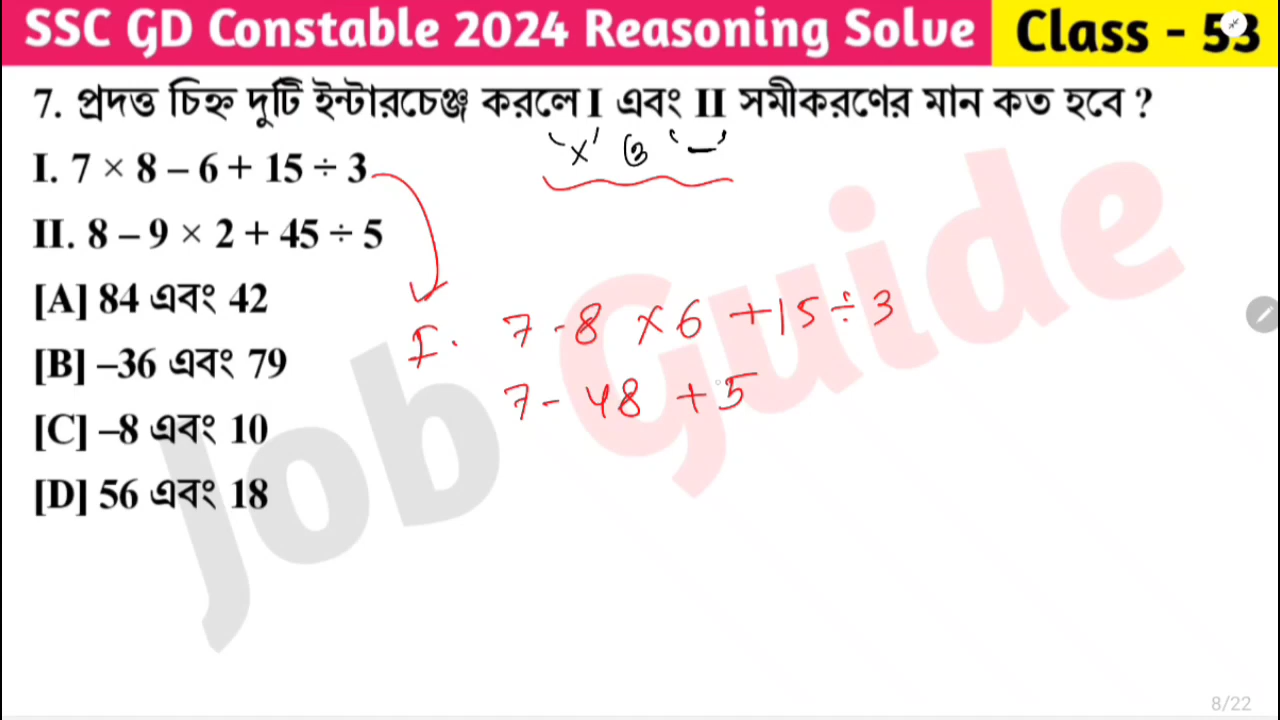 SSC GD Constable 2024 Reasoning Solve Class - 53
7. প্রদত্ত চিহ্ন দুটি ইন্টারচেঞ্জ করলে I এবং II সমীকরণের মান কত হবে ?
'×' ও '–'
I. 7 × 8 – 6 + 15 ÷ 3
II. 8 – 9 × 2 + 45 ÷ 5
[A] 84 এবং 42
[B] –36 এবং 79
[C] –8 এবং 10
[D] 56 এবং 18
I. 7 - 8 × 6 + 15 ÷ 3
7 - 48 + 5
Job Guide
8/22